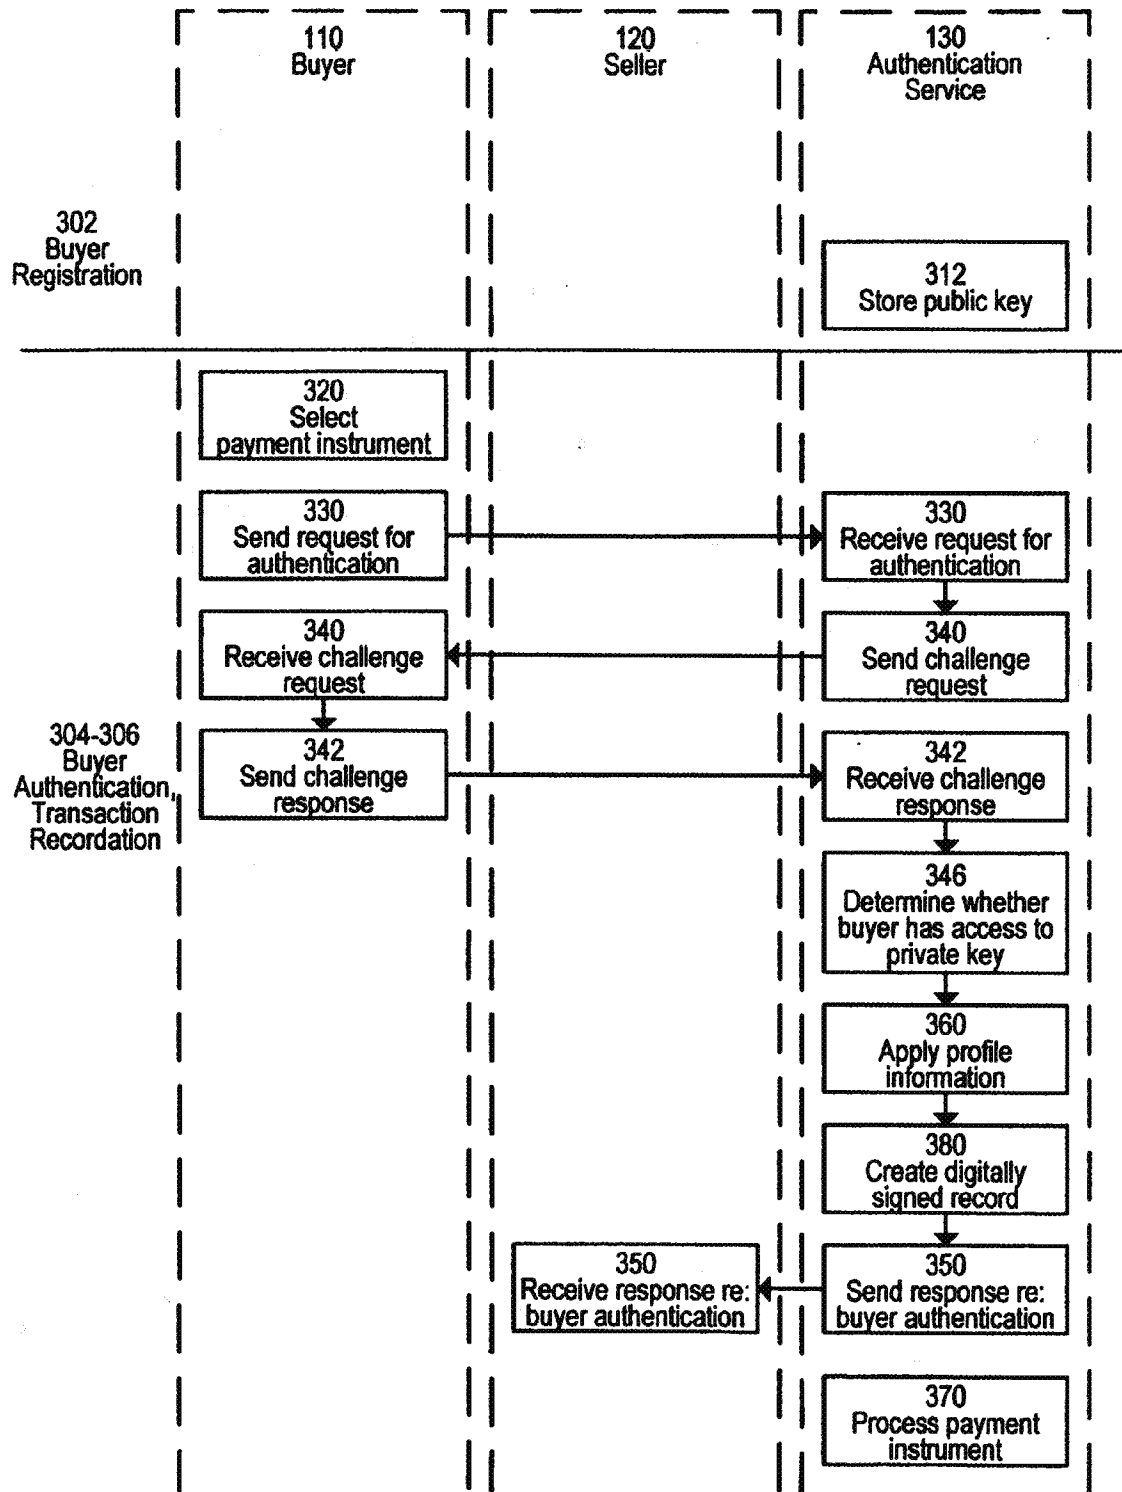 110
Buyer
120
Seller
130
Authentication
Service
302
Buyer
Registration
312
Store public key
320
Select
payment instrument
330
Send request for
authentication
330
Receive request for
authentication
340
Receive challenge
request
340
Send challenge
request
304-306
Buyer
Authentication,
Transaction
Recordation
342
Send challenge
response
342
Receive challenge
response
346
Determine whether
buyer has access to
private key
360
Apply profile
information
380
Create digitally
signed record
350
Receive response re:
buyer authentication
350
Send response re:
buyer authentication
370
Process payment
instrument